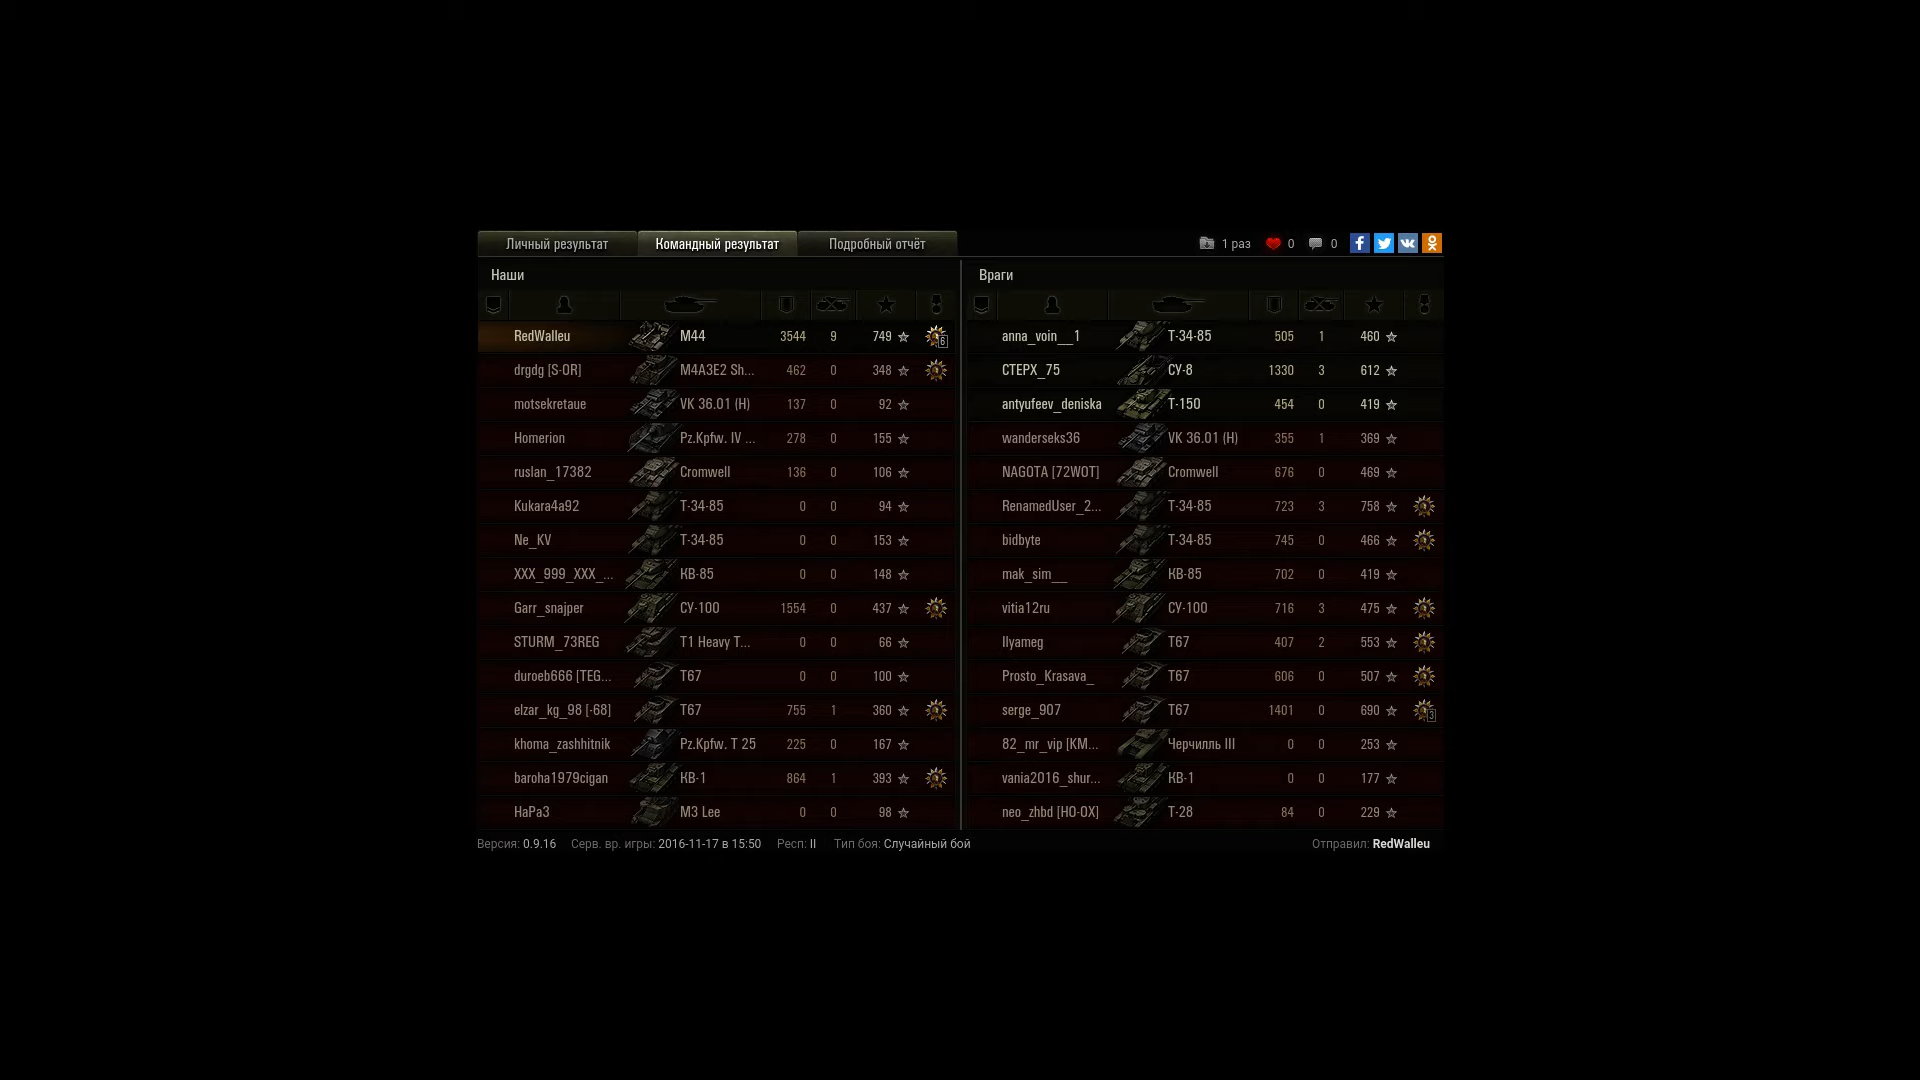 Личный результат Командный результат Подробный отчёт 1 раз 0 0
Наши Враги
RedWalleu M44 3544 9 749 6 anna_voin__1 Т-34-85 505 1 460
drgdg [S-OR] M4A3E2 Sh... 462 0 348 CTEPX_75 СУ-8 1330 3 612
motsekretaue VK 36.01 (H) 137 0 92 antyufeev_deniska Т-150 454 0 419
Homerion Pz.Kpfw. IV ... 278 0 155 wanderseks36 VK 36.01 (H) 355 1 369
ruslan_17382 Cromwell 136 0 106 NAGOTA [72WOT] Cromwell 676 0 469
Kukara4a92 Т-34-85 0 0 94 RenamedUser_2... Т-34-85 723 3 758
Ne_KV Т-34-85 0 0 153 bidbyte Т-34-85 745 0 466
XXX_999_XXX_... КВ-85 0 0 148 mak_sim__ КВ-85 702 0 419
Garr_snajper СУ-100 1554 0 437 vitia12ru СУ-100 716 3 475
STURM_73REG T1 Heavy T... 0 0 66 Ilyameg T67 407 2 553
duroeb666 [TEG... T67 0 0 100 Prosto_Krasava_ T67 606 0 507
elzar_kg_98 [-68] T67 755 1 360 serge_907 T67 1401 0 690 3
khoma_zashhitnik Pz.Kpfw. T 25 225 0 167 82_mr_vip [KM... Черчилль III 0 0 253
baroha1979cigan КВ-1 864 1 393 vania2016_shur... КВ-1 0 0 177
HaPa3 M3 Lee 0 0 98 neo_zhbd [HO-OX] Т-28 84 0 229
Версия: 0.9.16 Серв. вр. игры: 2016-11-17 в 15:50 Респ: II Тип боя: Случайный бой Отправил: RedWalleu